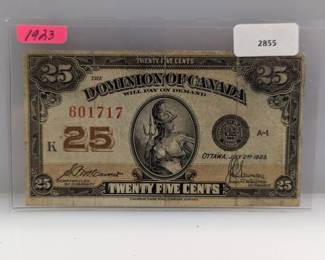 1923
2855
TWENTY-FIVE CENTS
25 THE 25
DOMINION OF CANADA
WILL PAY ON DEMAND
601717
K 25 A-1
OTTAWA, JULY 2ND 1923.
25 TWENTY FIVE CENTS 25